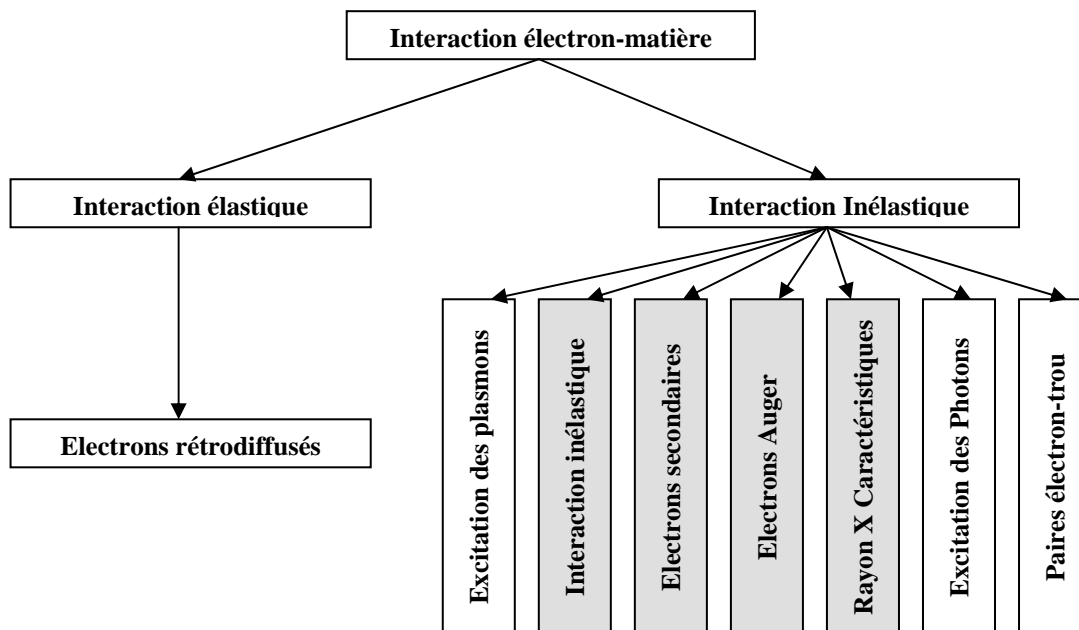 Interaction électron-matière
Interaction élastique
Interaction Inélastique
Electrons rétrodiffusés
Excitation des plasmons
Interaction inélastique
Electrons secondaires
Electrons Auger
Rayon X Caractéristiques
Excitation des Photons
Paires électron-trou